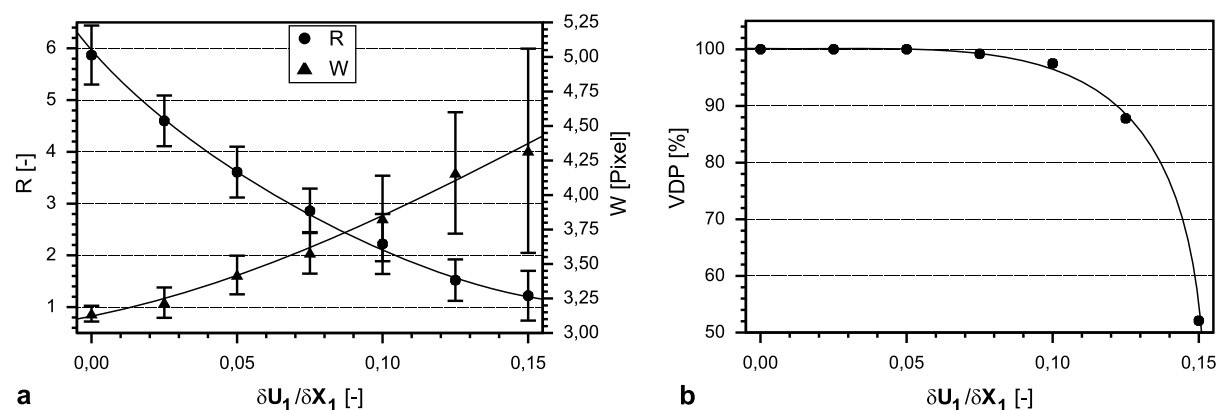 R
W
6
5
4
3
2
1
R [-]
5,25
5,00
4,75
4,50
4,25
4,00
3,75
3,50
3,25
3,00
W [Pixel]
0,00 0,05 0,10 0,15
a δU₁/δX₁ [-]
100
90
80
70
60
50
VDP [%]
0,00 0,05 0,10 0,15
b δU₁/δX₁ [-]